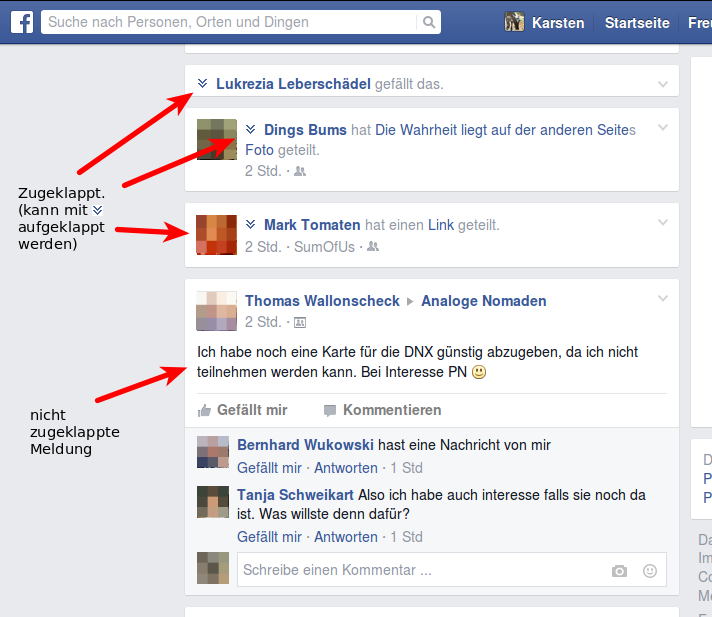 f
Suche nach Personen, Orten und Dingen
Karsten
Startseite
Freu
Lukrezia Leberschädel gefällt das.
Dings Bums hat Die Wahrheit liegt auf der anderen Seites
Foto geteilt.
2 Std. ·
Zugeklappt.
(kann mit
aufgeklappt
werden)
Mark Tomaten hat einen Link geteilt.
2 Std. · SumOfUs ·
Thomas Wallonscheck ▸ Analoge Nomaden
2 Std. ·
Ich habe noch eine Karte für die DNX günstig abzugeben, da ich nicht
teilnehmen werden kann. Bei Interesse PN
nicht
zugeklappte
Meldung
Gefällt mir
Kommentieren
Bernhard Wukowski hast eine Nachricht von mir
Gefällt mir · Antworten · 1 Std
Tanja Schweikart Also ich habe auch interesse falls sie noch da
ist. Was willste denn dafür?
Gefällt mir · Antworten · 1 Std
Schreibe einen Kommentar ...
D
P
P
Da
Im
Co
Me